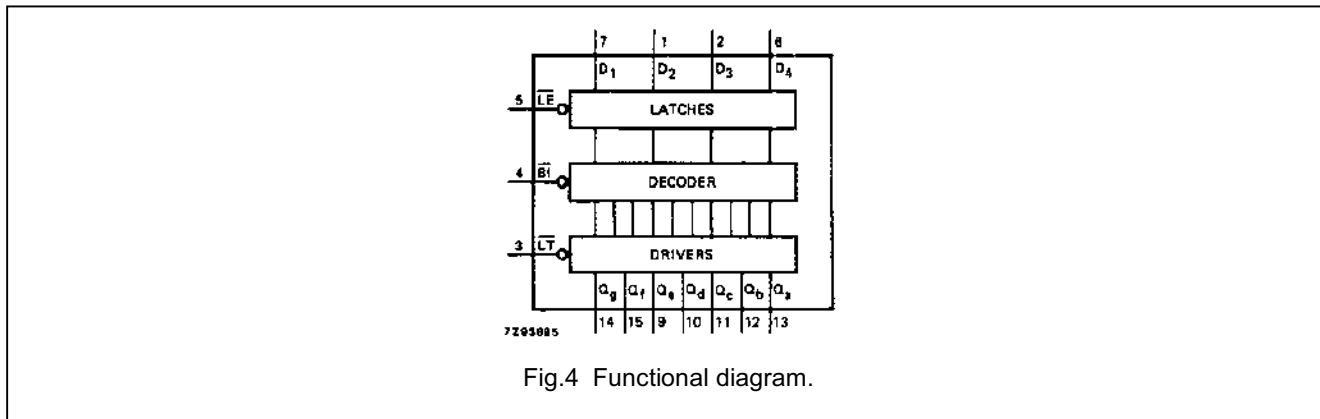 7 1 2 6
D1 D2 D3 D4
5 LE
LATCHES
4 BI
DECODER
3 LT
DRIVERS
Qg Qf Qe Qd Qc Qb Qa
14 15 9 10 11 12 13
7Z93695
Fig.4 Functional diagram.